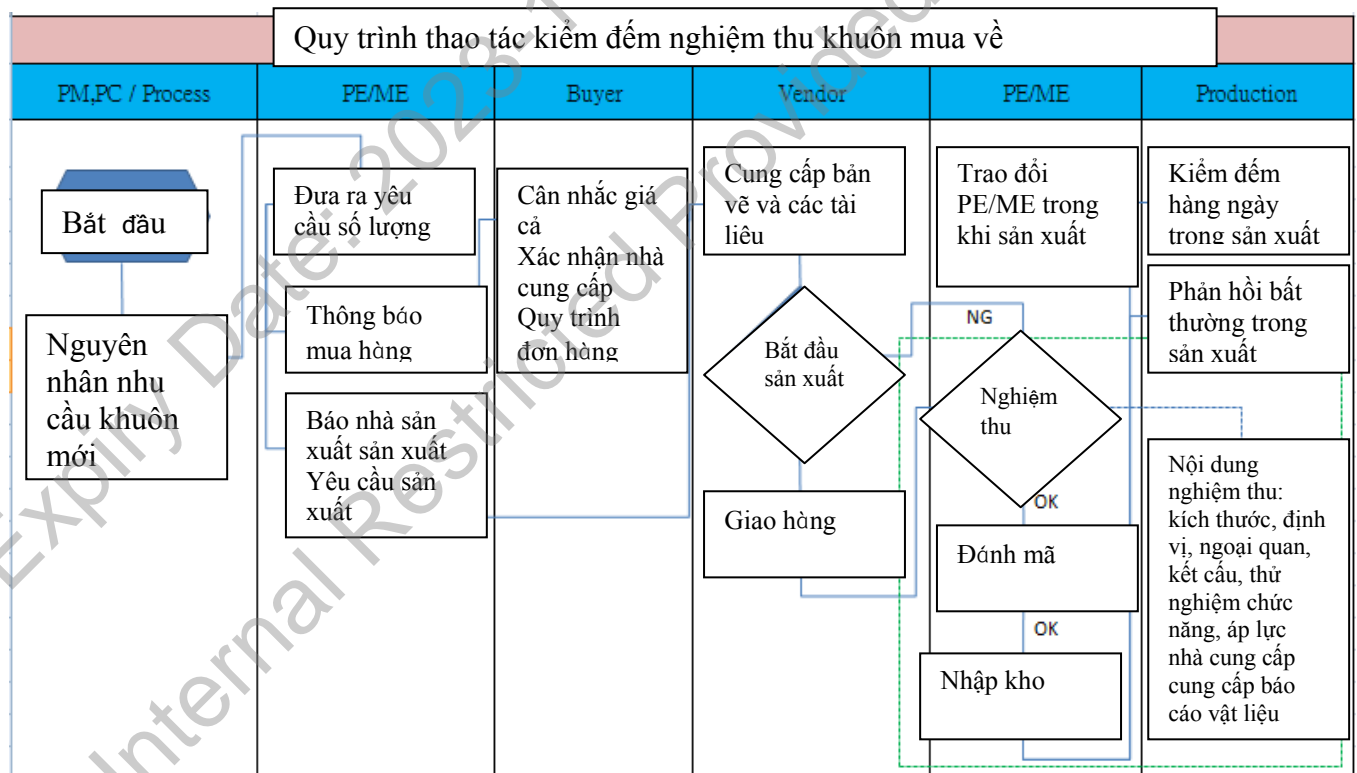 Quy trình thao tác kiểm đếm nghiệm thu khuôn mua về
PM,PC / Process
PE/ME
Buyer
Vendor
PE/ME
Production
Bắt đầu
Nguyên
nhân nhu
cầu khuôn
mới
Đưa ra yêu
cầu số lượng
Thông báo
mua hàng
Báo nhà sản
xuất sản xuất
Yêu cầu sản
xuất
Cân nhắc giá
cả
Xác nhận nhà
cung cấp
Quy trình
đơn hàng
Cung cấp bản
vẽ và các tài
liêu
Bắt đầu
sản xuất
Giao hàng
Trao đổi
PE/ME trong
khi sản xuất
NG
Nghiệm
thu
OK
Đánh mã
OK
Nhập kho
Kiểm đếm
hàng ngày
trong sản xuất
Phản hồi bất
thường trong
sản xuất
Nội dung
nghiệm thu:
kích thước, định
vị, ngoại quan,
kết cấu, thử
nghiệm chức
năng, áp lực
nhà cung cấp
cung cấp báo
cáo vật liệu
Expiry Date: 2023-1
Internal Restricted Provided